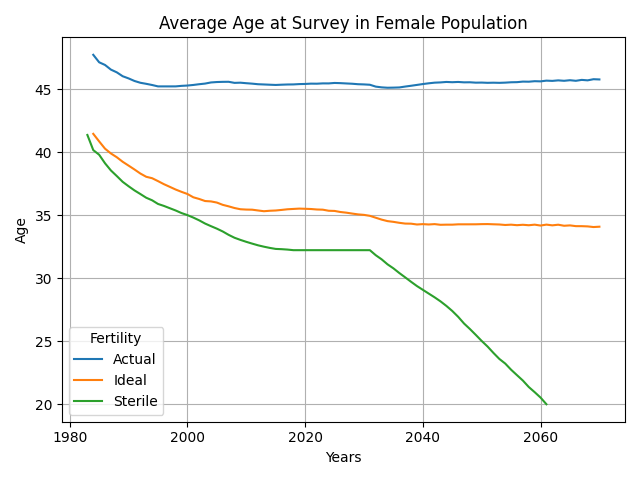 Average Age at Survey in Female Population
Age
45
40
35
30
25
20
Fertility
Actual
Ideal
Sterile
1980
2000
2020
2040
2060
Years